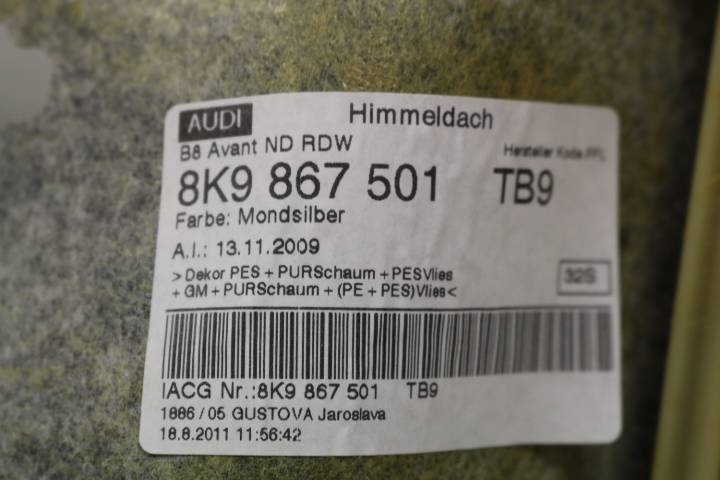 AUDI Himmeldach
B8 Avant ND RDW
Hersteller Kode
8K9 867 501 TB9
Farbe: Mondsilber
A.I.: 13.11.2009
>Dekor PES + PURSchaum + PESVlies
+ GM + PURSchaum + (PE + PES)Vlies<
32S
IACG Nr.:8K9 867 501 TB9
1886 / 05 GUSTOVA Jaroslava
18.8.2011 11:56:42